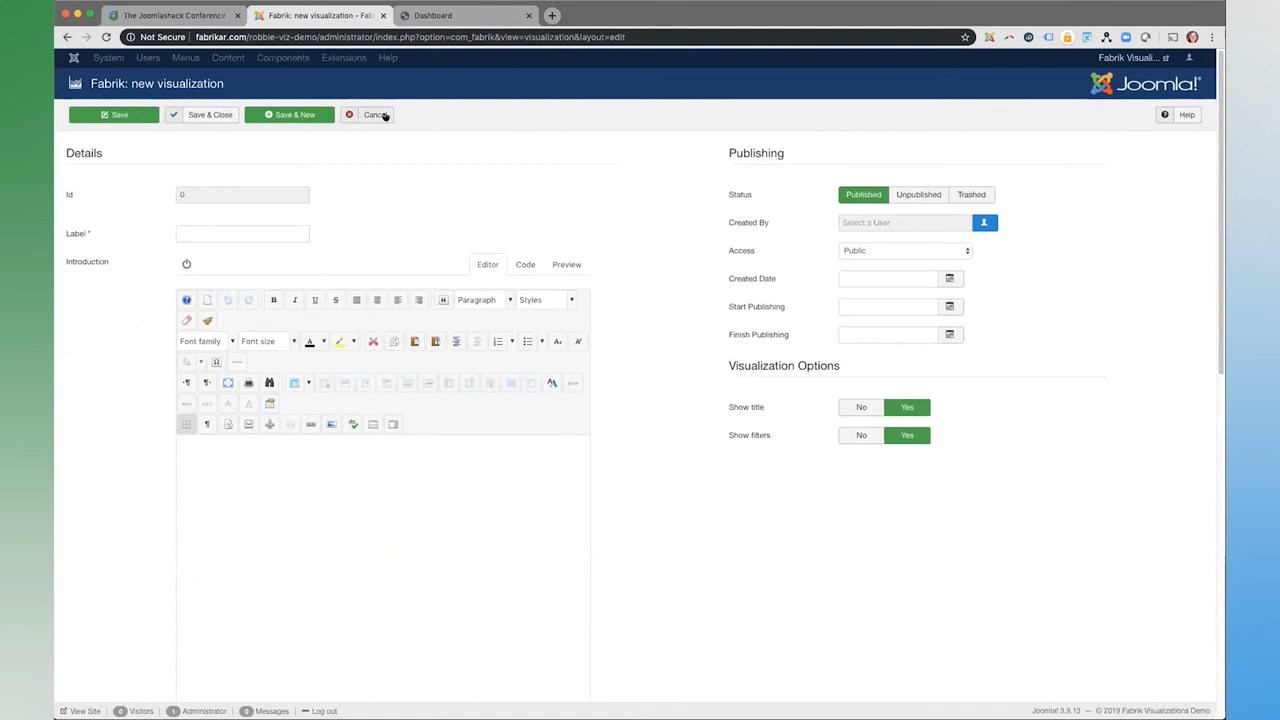 The Joomlashack Conference
Fabrik: new visualization - Fab
Dashboard
Not Secure | fabrikar.com/robbie-viz-demo/administrator/index.php?option=com_fabrik&view=visualization&layout=edit
System Users Menus Content Components Extensions Help
Fabrik Visuali...
Fabrik: new visualization
Joomla!®
Save
Save & Close
Save & New
Cancel
Help
Details
Id
0
Label *
Introduction
Editor
Code
Preview
Paragraph
Styles
Font family
Font size
Publishing
Status
Published
Unpublished
Trashed
Created By
Select a User
Access
Public
Created Date
Start Publishing
Finish Publishing
Visualization Options
Show title
No
Yes
Show filters
No
Yes
View Site
0 Visitors
1 Administrator
0 Messages
Log out
Joomla! 3.9.13 — © 2019 Fabrik Visualizations Demo